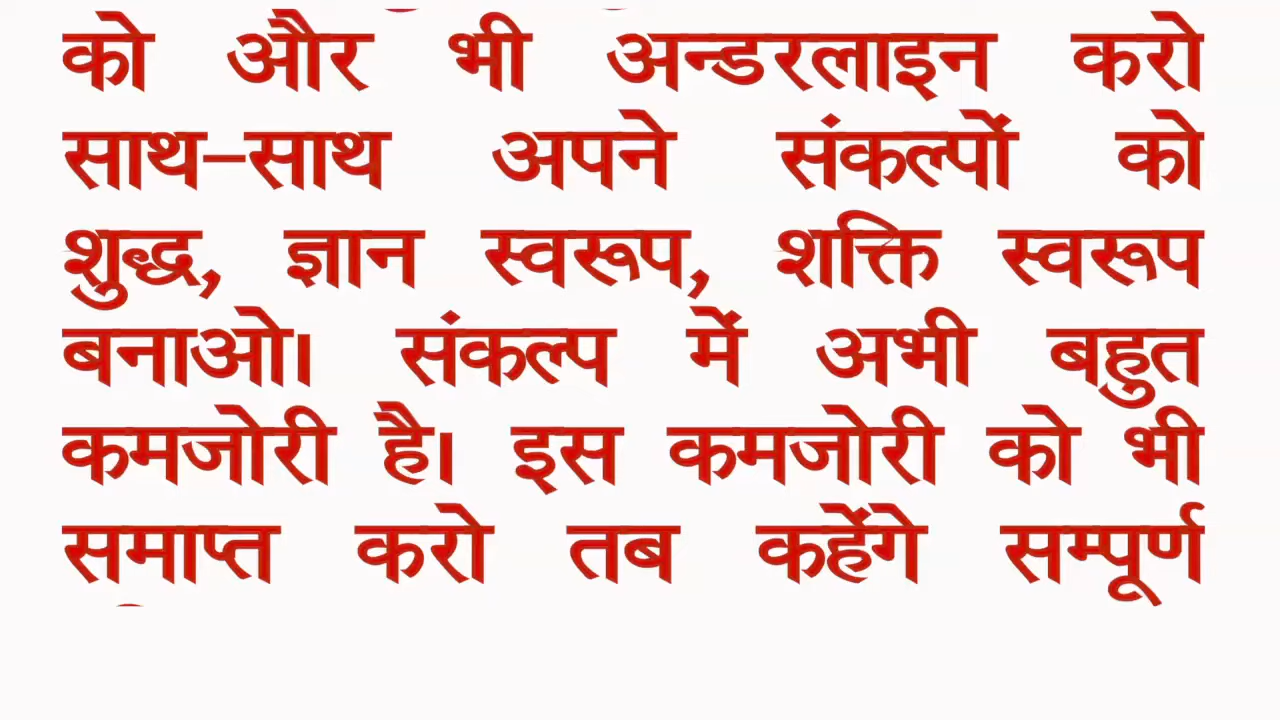 को और भी अन्डरलाइन करो
साथ–साथ अपने संकल्पों को
शुद्ध, ज्ञान स्वरूप, शक्ति स्वरूप
बनाओ। संकल्प में अभी बहुत
कमजोरी है। इस कमजोरी को भी
समाप्त करो तब कहेंगे सम्पूर्ण